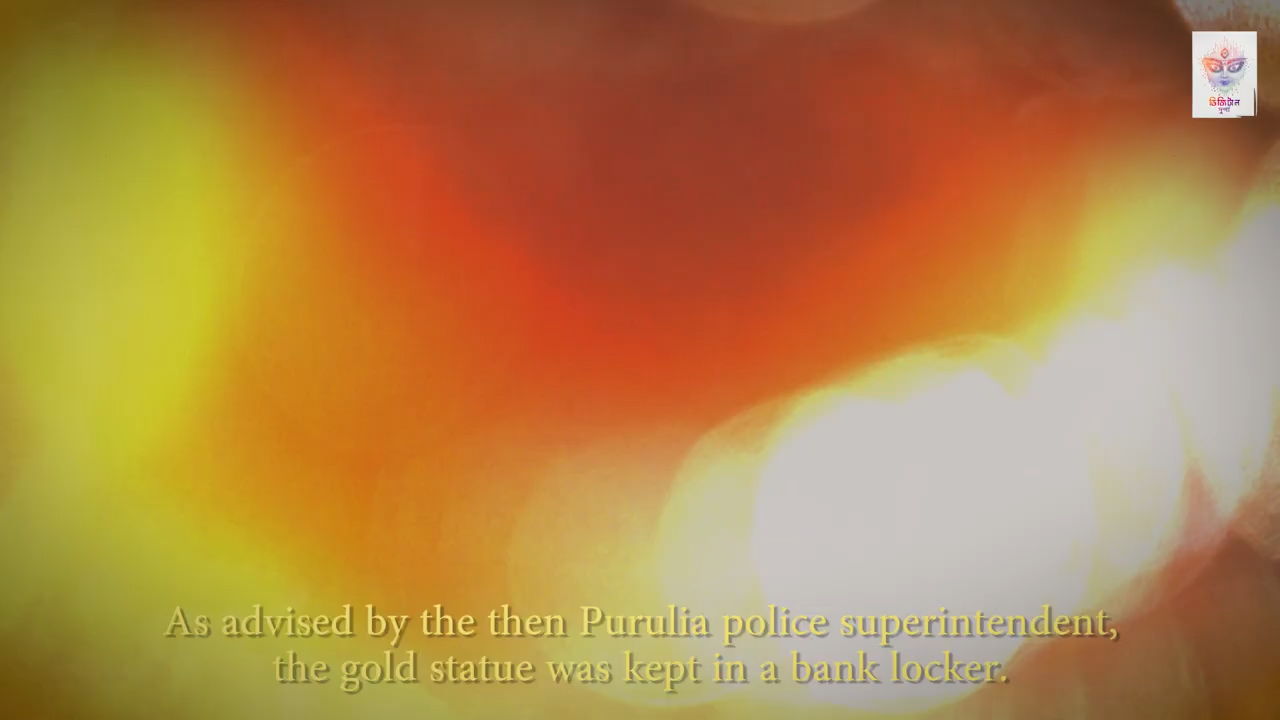 ডিজিটাল
দুর্গা
As advised by the then Purulia police superintendent,
the gold statue was kept in a bank locker.